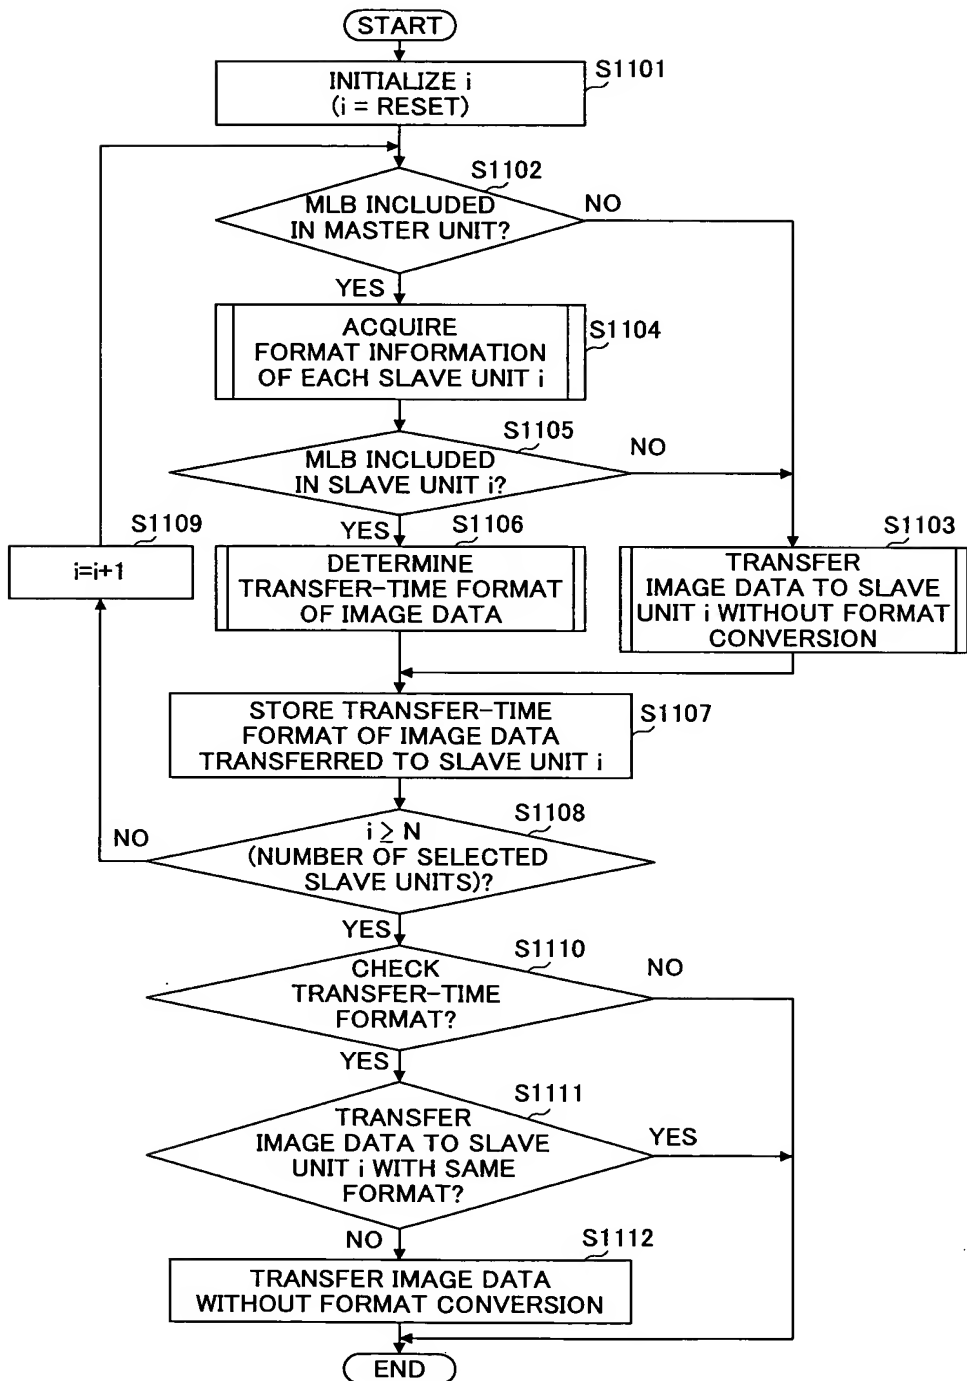 START
S1101
INITIALIZE i
(i = RESET)
S1102
MLB INCLUDED
IN MASTER UNIT?
NO
YES
ACQUIRE
FORMAT INFORMATION
OF EACH SLAVE UNIT i
S1104
S1105
MLB INCLUDED
IN SLAVE UNIT i?
NO
YES
S1109
i=i+1
S1106
DETERMINE
TRANSFER-TIME FORMAT
OF IMAGE DATA
S1103
TRANSFER
IMAGE DATA TO SLAVE
UNIT i WITHOUT FORMAT
CONVERSION
STORE TRANSFER-TIME
FORMAT OF IMAGE DATA
TRANSFERRED TO SLAVE UNIT i
S1107
S1108
i ≥ N
(NUMBER OF SELECTED
SLAVE UNITS)?
NO
YES
S1110
CHECK
TRANSFER-TIME
FORMAT?
NO
YES
S1111
TRANSFER
IMAGE DATA TO SLAVE
UNIT i WITH SAME
FORMAT?
YES
NO
S1112
TRANSFER IMAGE DATA
WITHOUT FORMAT CONVERSION
END